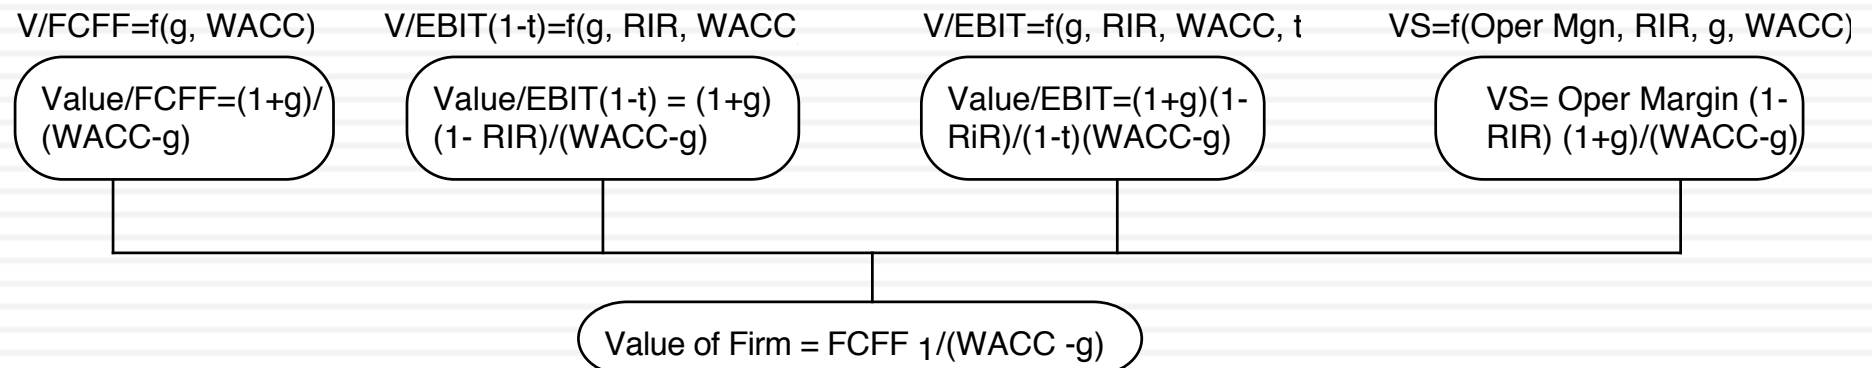 V/FCFF=f(g, WACC)
V/EBIT(1-t)=f(g, RIR, WACC
V/EBIT=f(g, RIR, WACC, t
VS=f(Oper Mgn, RIR, g, WACC)
Value/FCFF=(1+g)/
(WACC-g)
Value/EBIT(1-t) = (1+g)
(1- RIR)/(WACC-g)
Value/EBIT=(1+g)(1-
RiR)/(1-t)(WACC-g)
VS= Oper Margin (1-
RIR) (1+g)/(WACC-g)
Value of Firm = FCFF 1/(WACC -g)